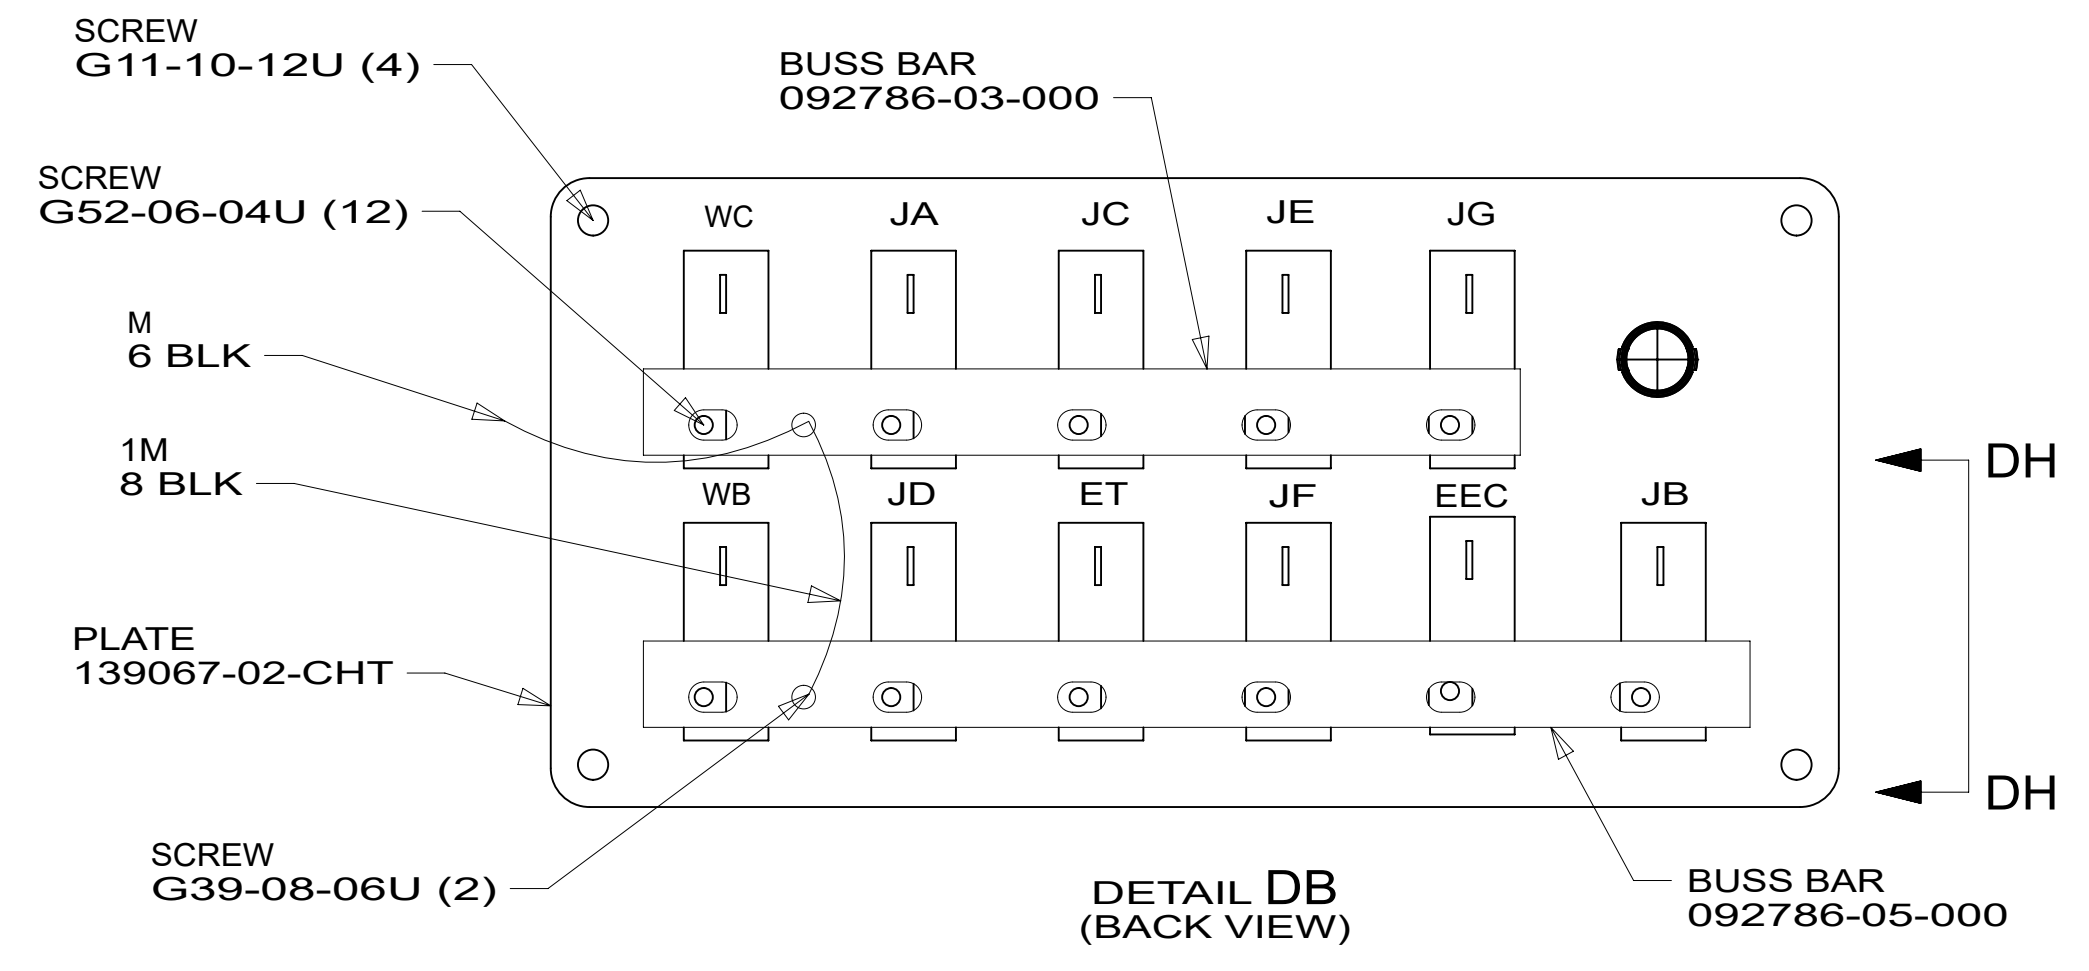 SCREW
G11-10-12U (4)
BUSS BAR
092786-03-000
SCREW
G52-06-04U (12)
WC JA JC JE JG
M
6 BLK
1M
8 BLK
DH
WB JD ET JF EEC JB
PLATE
139067-02-CHT
DH
SCREW
G39-08-06U (2)
DETAIL DB
(BACK VIEW)
BUSS BAR
092786-05-000